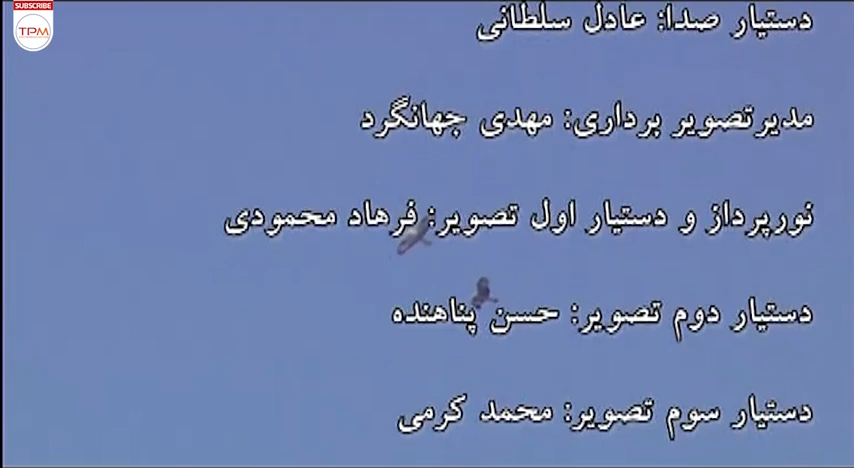 SUBSCRIBE
TPM
دستیار صدا: عادل سلطانی
مدیرتصویر برداری: مهدی جهانگرد
نورپرداز و دستیار اول تصویر: فرهاد محمودی
دستیار دوم تصویر: حسن پناهنده
دستیار سوم تصویر: محمد کرمی